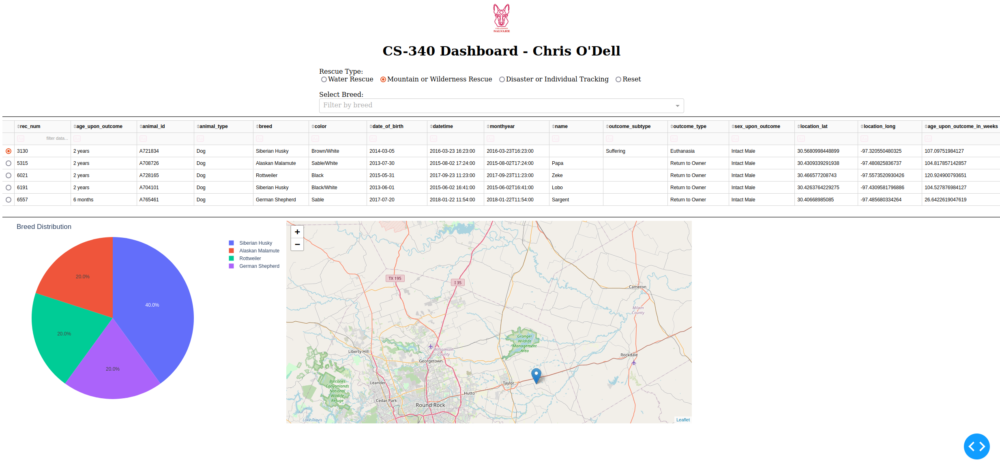 GRAZIOSO
SALVARE
CS-340 Dashboard - Chris O'Dell
Rescue Type:
Water Rescue Mountain or Wilderness Rescue Disaster or Individual Tracking Reset
Select Breed:
Filter by breed
rec_num age_upon_outcome animal_id animal_type breed color date_of_birth datetime monthyear name outcome_subtype outcome_type sex_upon_outcome location_lat location_long age_upon_outcome_in_weeks
filter data...
3130 2 years A721834 Dog Siberian Husky Brown/White 2014-03-05 2016-03-23 16:23:00 2016-03-23T16:23:00 Suffering Euthanasia Intact Male 30.5680998448899 -97.320550480325 107.09751984127
5315 2 years A708726 Dog Alaskan Malamute Sable/White 2013-07-30 2015-08-02 17:24:00 2015-08-02T17:24:00 Papa Return to Owner Intact Male 30.4309339291938 -97.480825836737 104.817857142857
6021 2 years A728165 Dog Rottweiler Black 2015-05-31 2017-09-23 11:23:00 2017-09-23T11:23:00 Zeke Return to Owner Intact Male 30.466577208743 -97.5573520930426 120.924900793651
6191 2 years A704101 Dog Siberian Husky Black/White 2013-06-01 2015-06-02 16:41:00 2015-06-02T16:41:00 Lobo Return to Owner Intact Male 30.4263764229275 -97.4309581796886 104.527876984127
6557 6 months A765461 Dog German Shepherd Sable 2017-07-20 2018-01-22 11:54:00 2018-01-22T11:54:00 Sargent Return to Owner Intact Male 30.40668985085 -97.485680334264 26.6422619047619
Breed Distribution
Siberian Husky
Alaskan Malamute
Rottweiler
German Shepherd
20.0%
40.0%
20.0%
20.0%
+
−
TX 195
I 35
Cameron
Milam
County
Granger
Wildlife
Management
Area
Liberty Hill
Williamson
County
Georgetown
Rockdale
Leander
Taylor
Balcones
Canyonlands
National
Wildlife
Refuge
Hutto
Cedar Park
Round Rock
Lake Travis
Leaflet